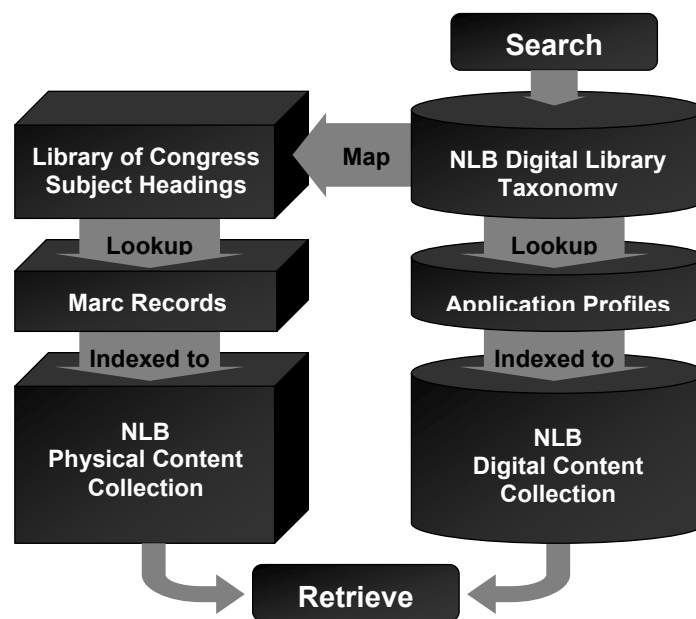 Search
Library of Congress
Subject Headings
Map
NLB Digital Library
Taxonomy
Lookup
Lookup
Marc Records
Application Profiles
Indexed to
Indexed to
NLB
Physical Content
Collection
NLB
Digital Content
Collection
Retrieve